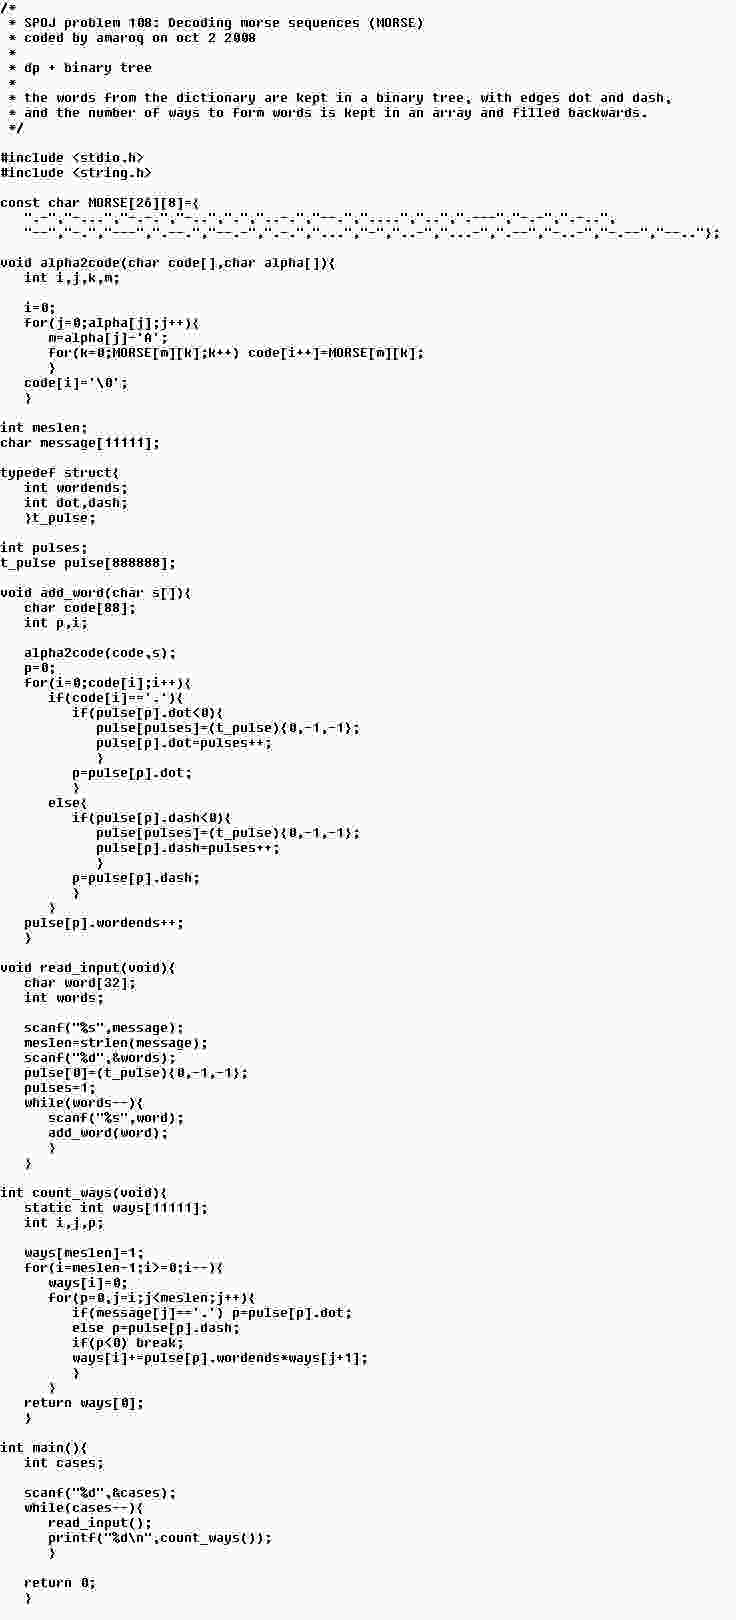 /*
 * SPOJ problem 108: Decoding morse sequences (MORSE)
 * coded by amaroq on oct 2 2008
 *
 * dp + binary tree
 *
 * the words from the dictionary are kept in a binary tree, with edges dot and dash,
 * and the number of ways to form words is kept in an array and filled backwards.
 */

#include <stdio.h>
#include <string.h>

const char MORSE[26][8]={
   ".-","-...","-.-.","-..",".","..-.","--.","....","..",".---","-.-",".-..",
   "--","-.","---",".--.","--.-",".-.","...","-","..-","...-",".--","-..-","-.--","--.."};

void alpha2code(char code[],char alpha[]){
   int i,j,k,m;

   i=0;
   for(j=0;alpha[j];j++){
      m=alpha[j]-'A';
      for(k=0;MORSE[m][k];k++) code[i++]=MORSE[m][k];
      }
   code[i]='\0';
   }

int meslen;
char message[11111];

typedef struct{
   int wordends;
   int dot,dash;
   }t_pulse;

int pulses;
t_pulse pulse[888888];

void add_word(char s[]){
   char code[88];
   int p,i;

   alpha2code(code,s);
   p=0;
   for(i=0;code[i];i++){
      if(code[i]=='.'){
         if(pulse[p].dot<0){
            pulse[pulses]=(t_pulse){0,-1,-1};
            pulse[p].dot=pulses++;
            }
         p=pulse[p].dot;
         }
      else{
         if(pulse[p].dash<0){
            pulse[pulses]=(t_pulse){0,-1,-1};
            pulse[p].dash=pulses++;
            }
         p=pulse[p].dash;
         }
      }
   pulse[p].wordends++;
   }

void read_input(void){
   char word[32];
   int words;

   scanf("%s",message);
   meslen=strlen(message);
   scanf("%d",&words);
   pulse[0]=(t_pulse){0,-1,-1};
   pulses=1;
   while(words--){
      scanf("%s",word);
      add_word(word);
      }
   }

int count_ways(void){
   static int ways[11111];
   int i,j,p;

   ways[meslen]=1;
   for(i=meslen-1;i>=0;i--){
      ways[i]=0;
      for(p=0,j=i;j<meslen;j++){
         if(message[j]=='.') p=pulse[p].dot;
         else p=pulse[p].dash;
         if(p<0) break;
         ways[i]+=pulse[p].wordends*ways[j+1];
         }
      }
   return ways[0];
   }

int main(){
   int cases;

   scanf("%d",&cases);
   while(cases--){
      read_input();
      printf("%d\n",count_ways());
      }

   return 0;
   }